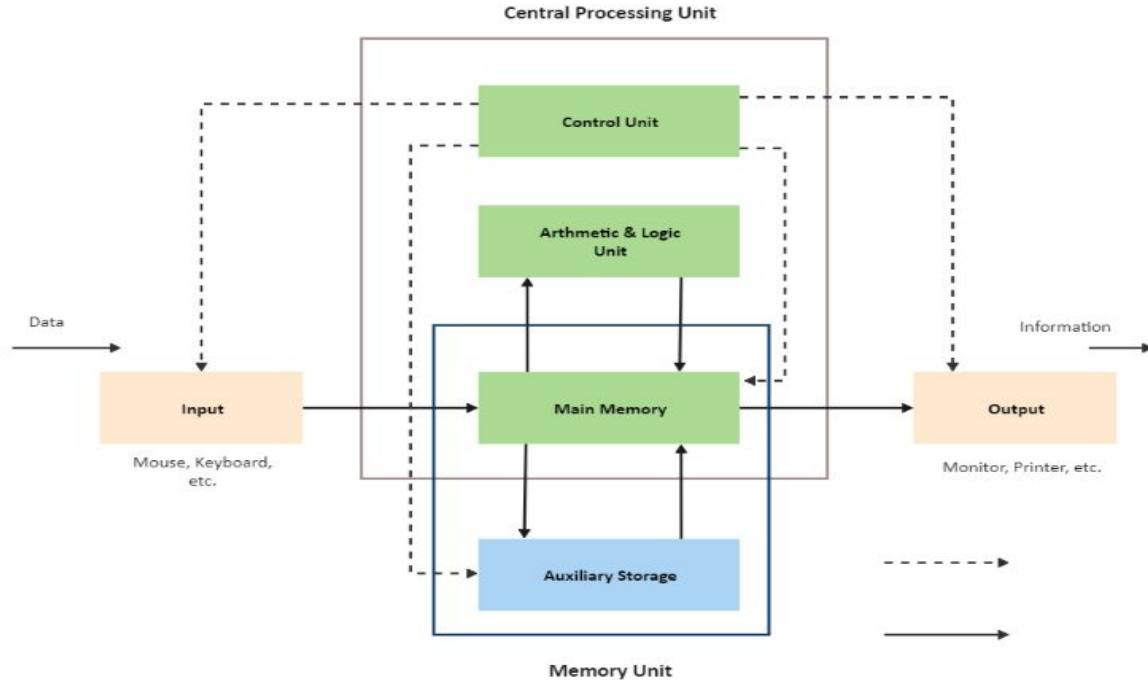 Central Processing Unit
Control Unit
Arthmetic & Logic
Unit
Data
Information
Input
Main Memory
Output
Mouse, Keyboard,
etc.
Monitor, Printer, etc.
Auxiliary Storage
Memory Unit